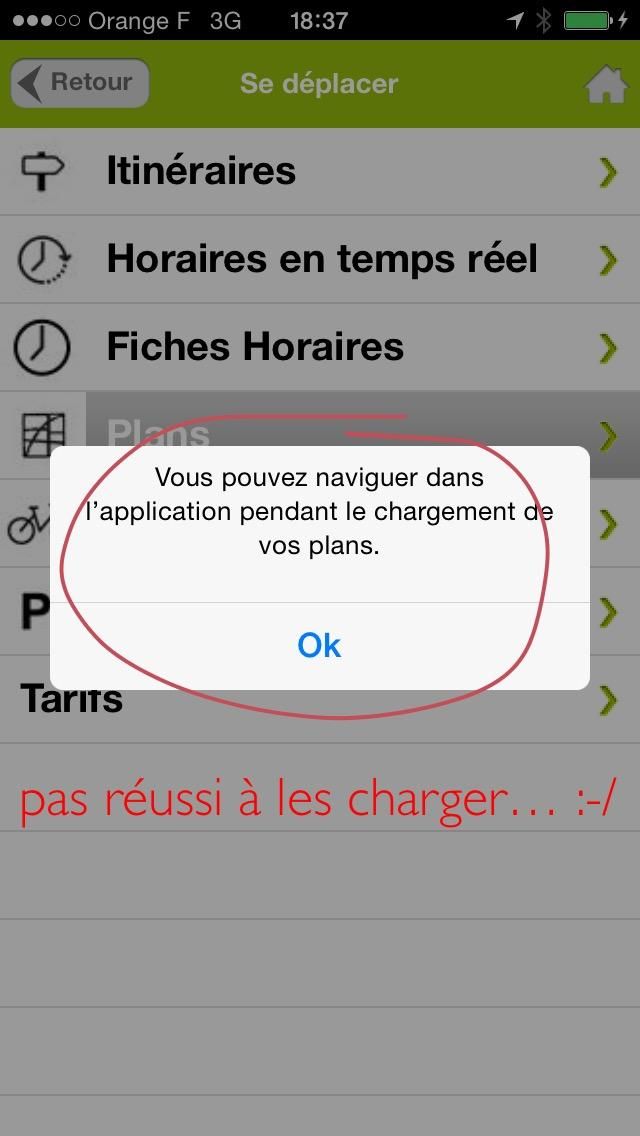 Orange F 3G 18:37
Retour
Se déplacer
Itinéraires
Horaires en temps réel
Fiches Horaires
Plans
Vous pouvez naviguer dans
l’application pendant le chargement de
vos plans.
P
Ok
Tarifs
pas réussi à les charger... :-/